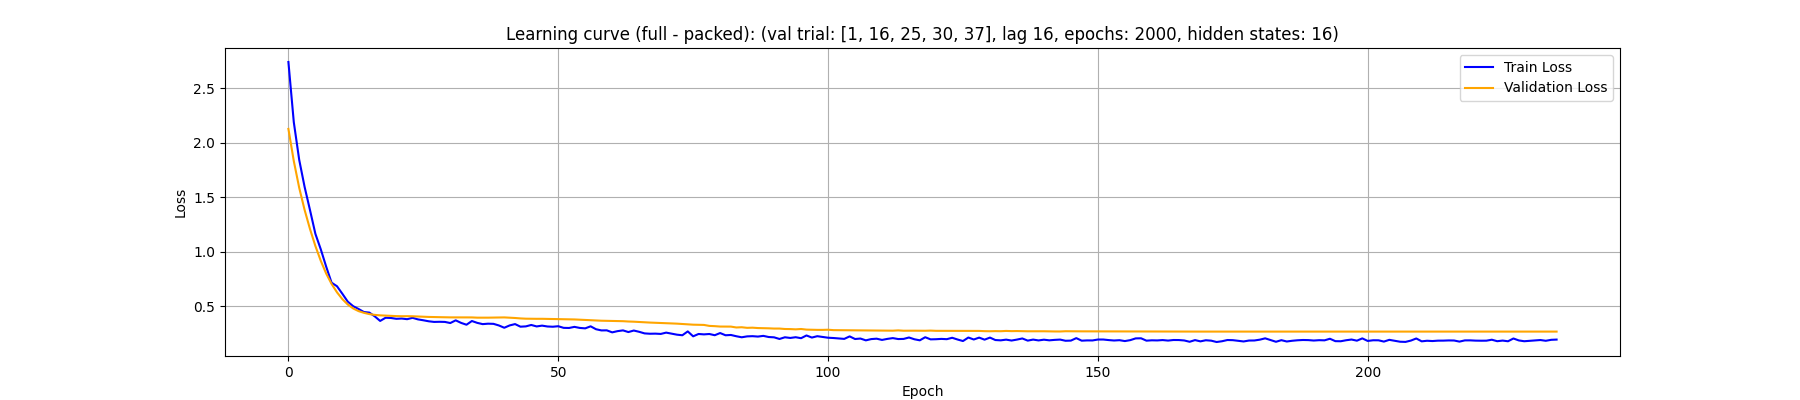 Learning curve (full - packed): (val trial: [1, 16, 25, 30, 37], lag 16, epochs: 2000, hidden states: 16)
Train Loss
Validation Loss
Loss
2.5
2.0
1.5
1.0
0.5
0 50 100 150 200
Epoch